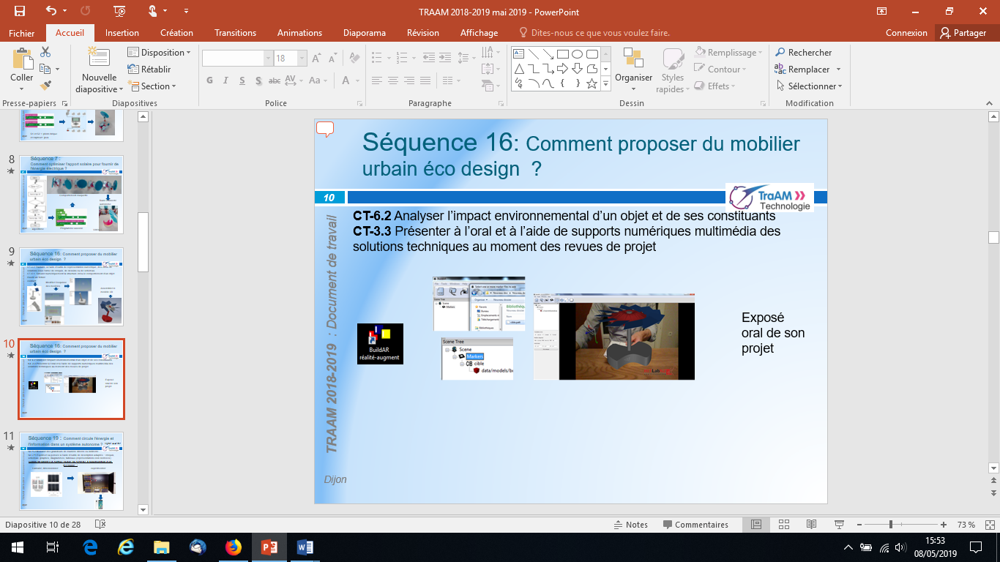 TRAAM 2018-2019 mai 2019 - PowerPoint
Fichier
Accueil
Insertion
Création
Transitions
Animations
Diaporama
Révision
Affichage
Dites-nous ce que vous voulez faire.
Connexion
Partager
Coller
Presse-papiers
Nouvelle
diapositive
Disposition
Rétablir
Section
Diapositives
18
G I S S abc AV Aa A
Police
Paragraphe
Organiser
Styles
rapides
Remplissage
Contour
Effets
Dessin
Rechercher
Remplacer
Sélectionner
Modification
8
Séquence 7 :
Comment optimiser l'apport solaire pour fournir de
l'énergie électrique ?
9
Séquence 16: Comment proposer du mobilier
urbain éco design ?
10
Séquence 16: Comment proposer du mobilier
urbain éco design ?
11
Séquence 19 : Comment circule l'énergie et
l'information dans un système autonome ?
Séquence 16: Comment proposer du mobilier
urbain éco design ?
10
TraAM
Technologie
CT-6.2 Analyser l’impact environnemental d’un objet et de ses constituants
CT-3.3 Présenter à l’oral et à l’aide de supports numériques multimédia des
solutions techniques au moment des revues de projet
TRAAM 2018-2019 : Document de travail
BuildAR
réalité-augment
Scene Tree
Scene
Markers
cible
data/models/b
Exposé
oral de son
projet
Dijon
Diapositive 10 de 28
Notes
Commentaires
73 %
15:53
08/05/2019